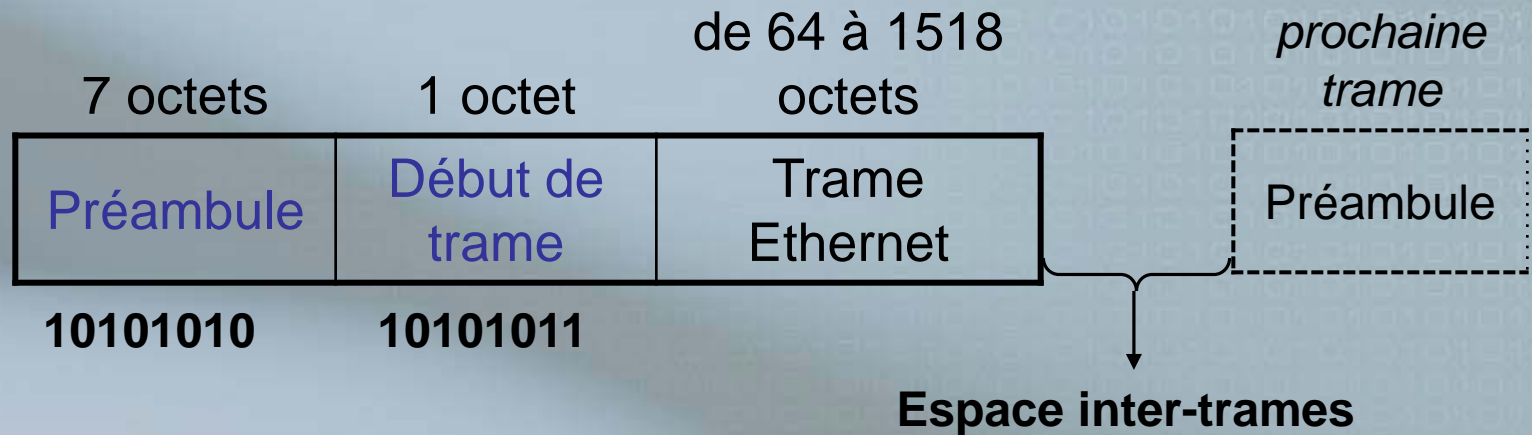 7 octets
1 octet
de 64 à 1518
octets
prochaine
trame
Préambule
Début de
trame
Trame
Ethernet
Préambule
10101010
10101011
Espace inter-trames